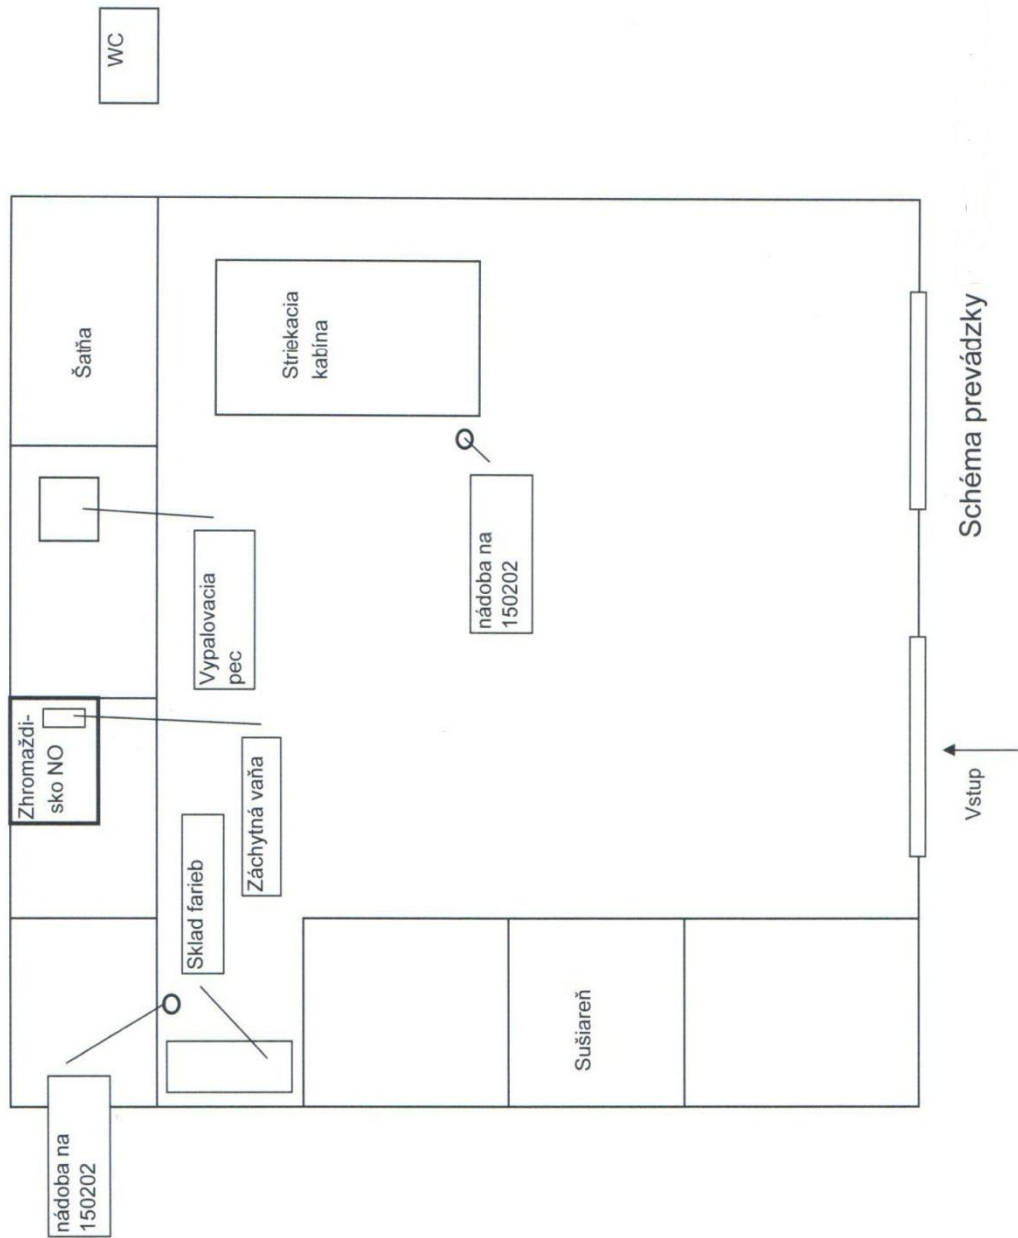 WC
Šatňa
Striekacia
kabína
Vypalovacia
pec
nádoba na
150202
Zhromaždi-
sko NO
Záchytná vaňa
Sklad farieb
nádoba na
150202
Sušiareň
Vstup
Schéma prevádzky